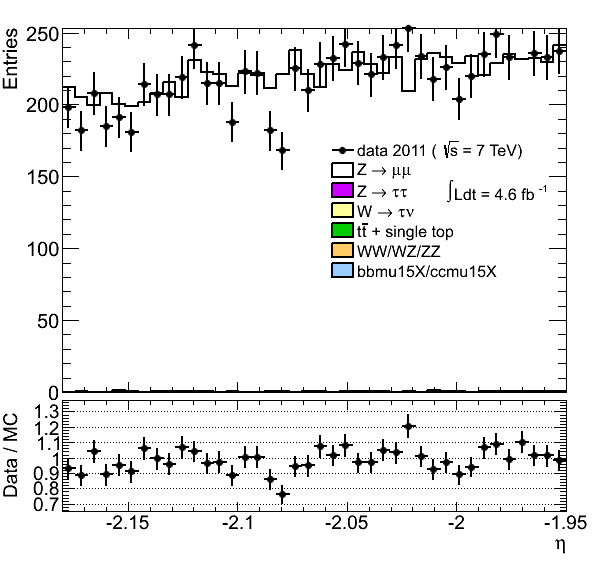 Entries
250
200
150
100
50
0
data 2011 ( √s = 7 TeV)
Z → μμ
Z → ττ
∫Ldt = 4.6 fb⁻¹
W → τν
tt̄ + single top
WW/WZ/ZZ
bbmu15X/ccmu15X
Data / MC
1.3
1.2
1.1
1
0.9
0.8
0.7
-2.15
-2.1
-2.05
-2
-1.95
η